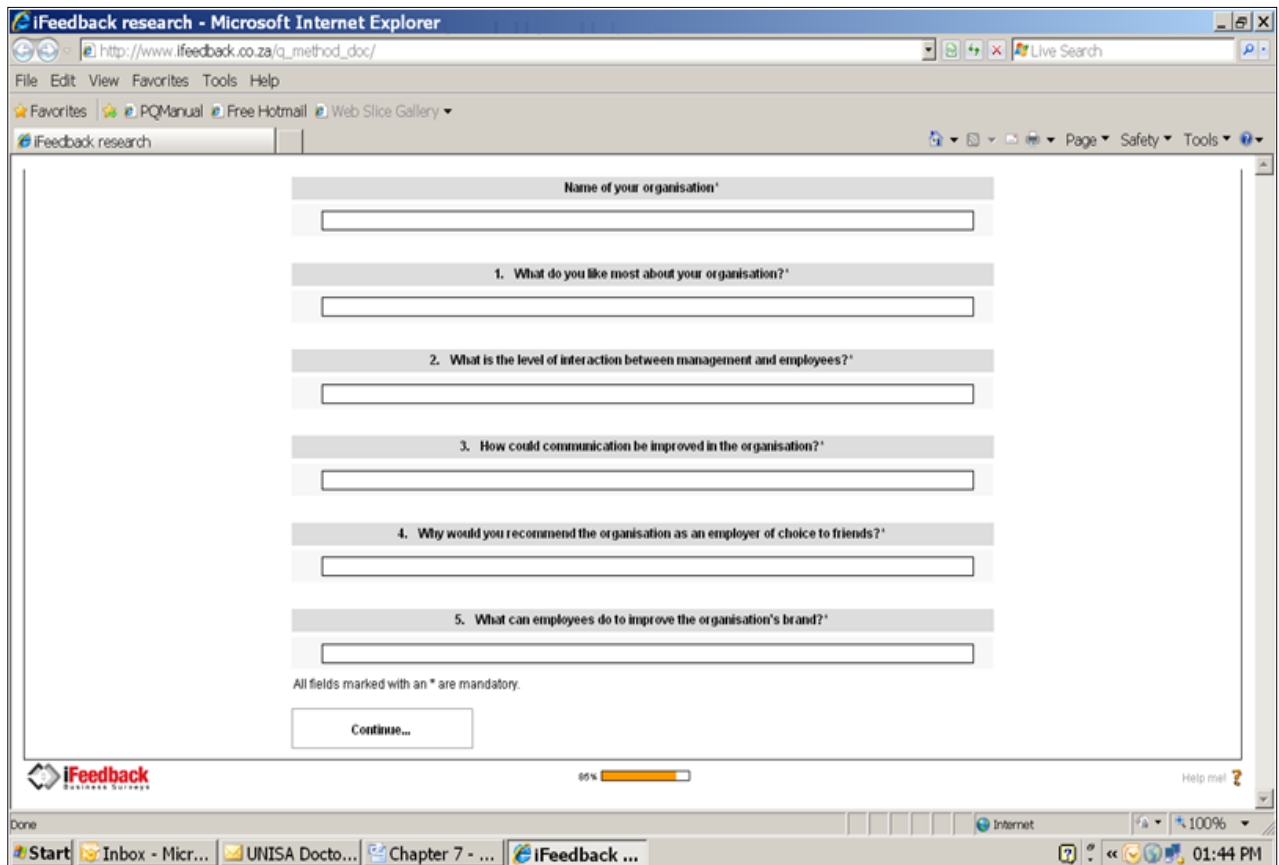 iFeedback research - Microsoft Internet Explorer
http://www.ifeedback.co.za/q_method_doc/
Live Search
File Edit View Favorites Tools Help
Favorites PQManual Free Hotmail Web Slice Gallery
iFeedback research
Page Safety Tools
Name of your organisation*
1. What do you like most about your organisation?*
2. What is the level of interaction between management and employees?*
3. How could communication be improved in the organisation?*
4. Why would you recommend the organisation as an employer of choice to friends?*
5. What can employees do to improve the organisation's brand?*
All fields marked with an * are mandatory.
Continue...
iFeedback
Business Surveys
85%
Help me!
Done
Internet
100%
Start
Inbox - Micr...
UNISA Docto...
Chapter 7 - ...
iFeedback ...
01:44 PM